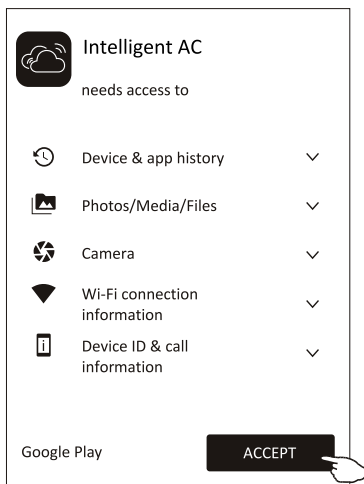 Intelligent AC
needs access to
Device & app history
Photos/Media/Files
Camera
Wi-Fi connection
information
Device ID & call
information
Google Play
ACCEPT